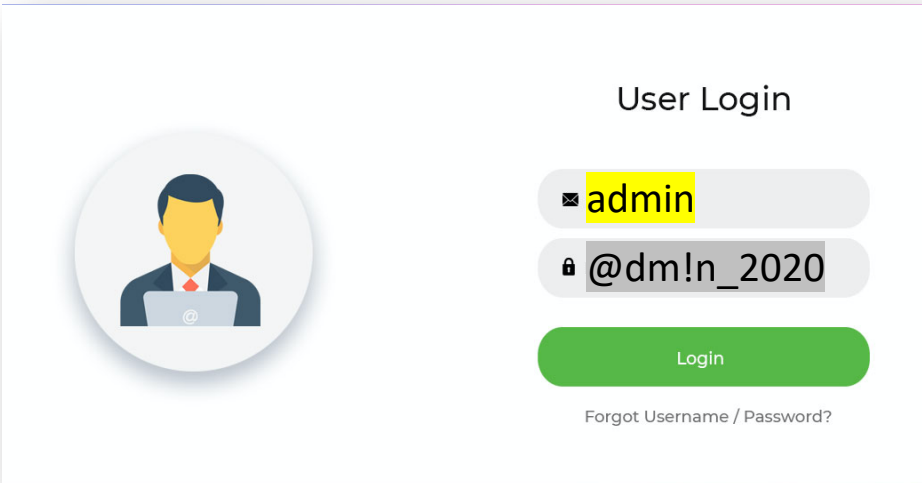 User Login
admin
@dm!n_2020
@
Login
Forgot Username / Password?